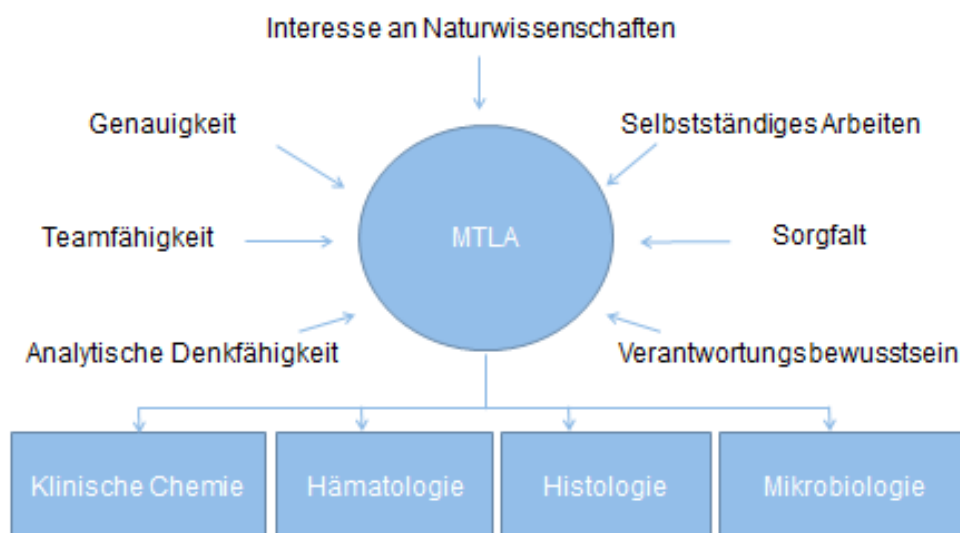 Interesse an Naturwissenschaften
Genauigkeit
Selbstständiges Arbeiten
Teamfähigkeit
MTLA
Sorgfalt
Analytische Denkfähigkeit
Verantwortungsbewusstsein
Klinische Chemie
Hämatologie
Histologie
Mikrobiologie